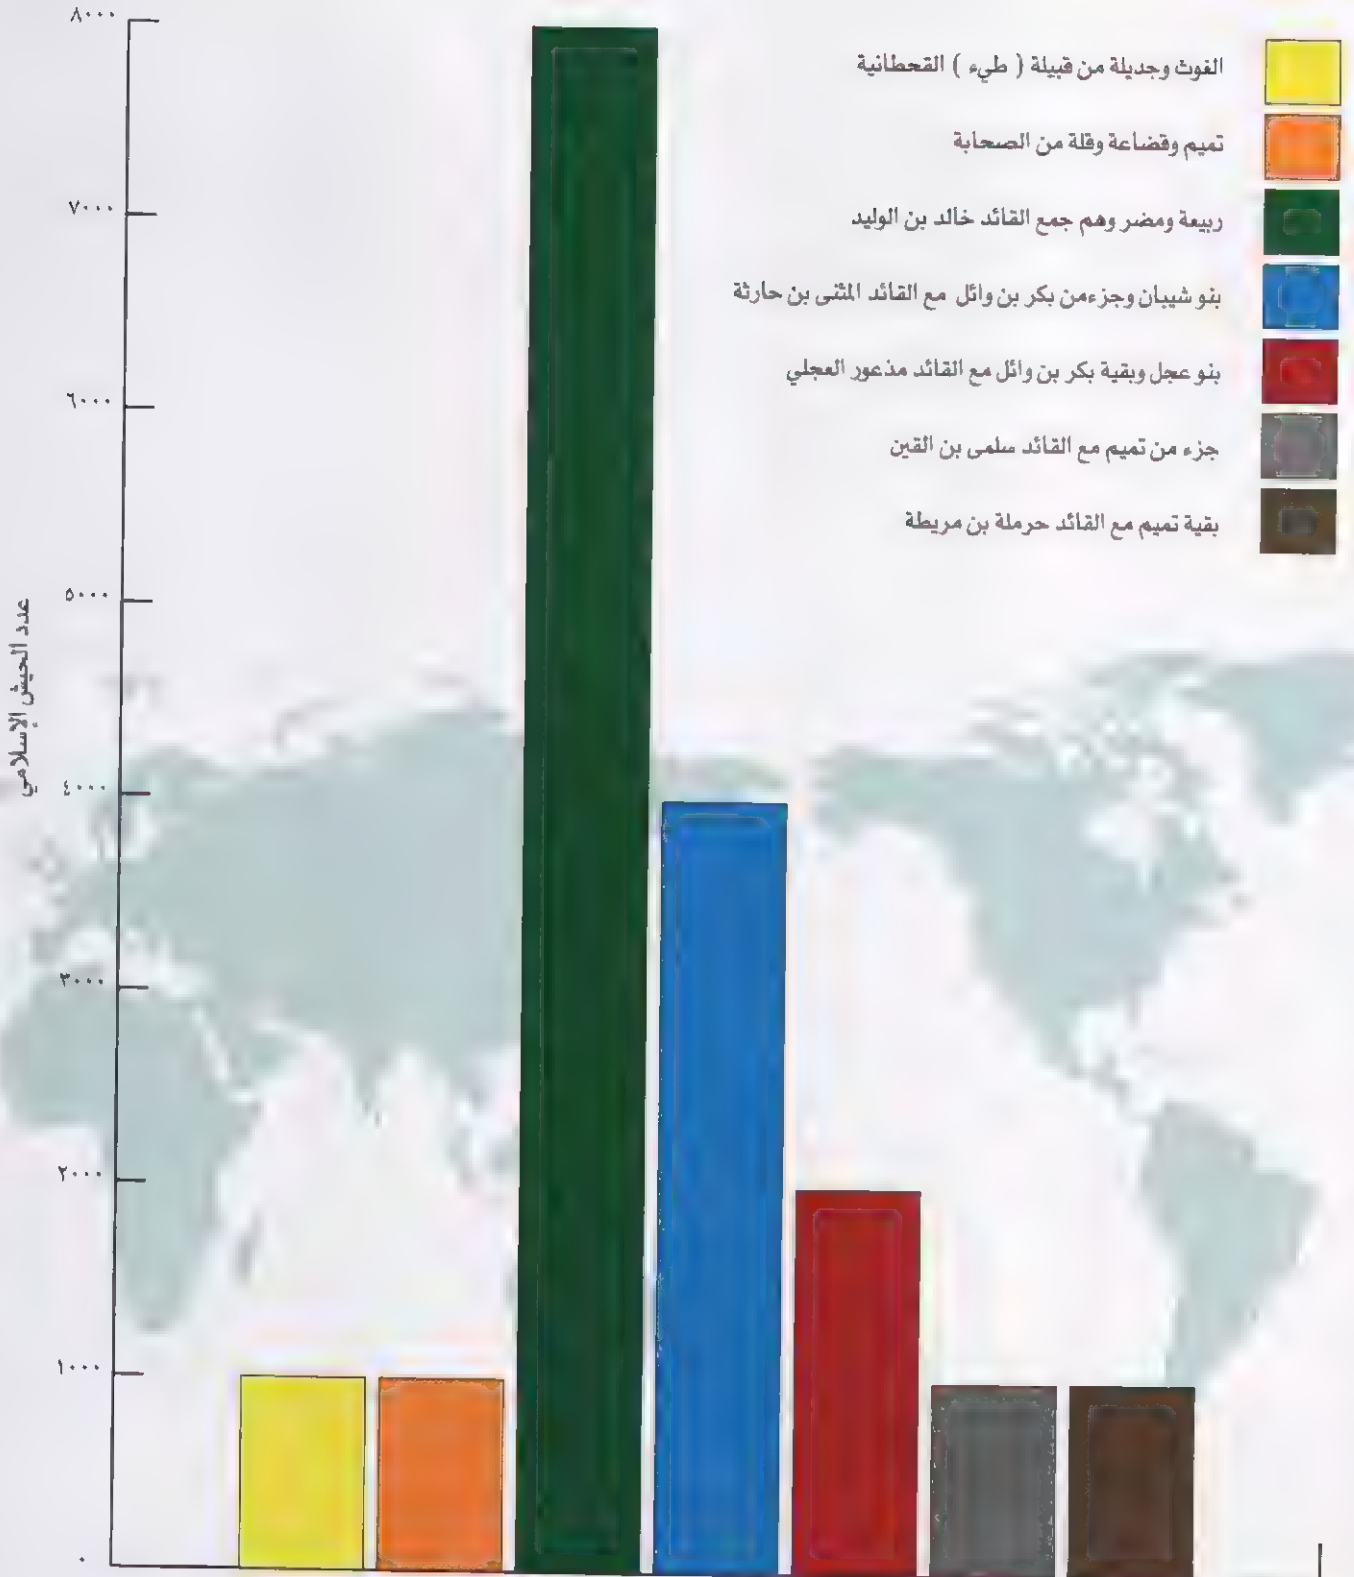 الغوث وجديلة من قبيلة ( طيء ) القحطانية
تميم وقضاعة وقلة من الصحابة
ربيعة ومضر وهم جمع القائد خالد بن الوليد
بنو شيبان وجزءمن بكر بن وائل مع القائد المثنى بن حارثة
بنو عجل وبقية بكر بن وائل مع القائد مذعور العجلي
جزء من تميم مع القائد سلمى بن القين
بقية تميم مع القائد حرملة بن مريطة
عدد الجيش الإسلامي
٨٠٠٠
٧٠٠٠
٦٠٠٠
٥٠٠٠
٤٠٠٠
٣٠٠٠
٢٠٠٠
١٠٠٠
٠